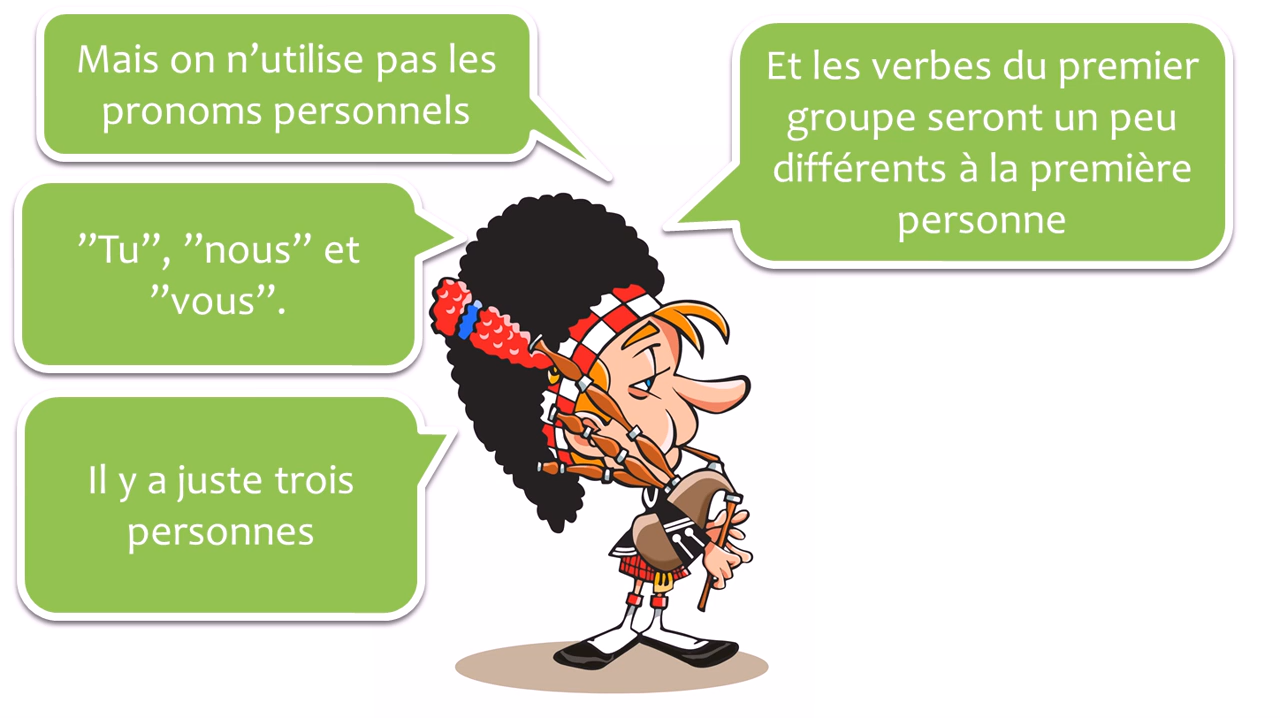 Mais on n’utilise pas les
pronoms personnels
”Tu”, ”nous” et
”vous”.
Il y a juste trois
personnes
Et les verbes du premier
groupe seront un peu
différents à la première
personne